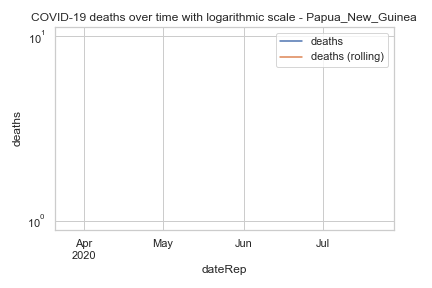 COVID-19 deaths over time with logarithmic scale - Papua_New_Guinea
deaths
deaths (rolling)
10¹
10⁰
deaths
Apr May Jun Jul
2020
dateRep